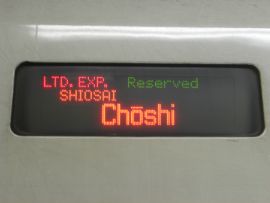 LTD. EXP. Reserved
SHIOSAI
Chōshi